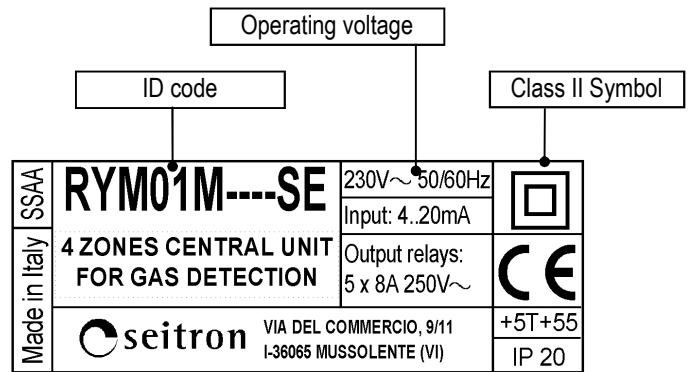 Operating voltage
ID code
Class II Symbol
SSAA
Made in Italy
RYM01M----SE
4 ZONES CENTRAL UNIT
FOR GAS DETECTION
230V~ 50/60Hz
Input: 4..20mA
Output relays:
5 x 8A 250V~
CE
seitron
VIA DEL COMMERCIO, 9/11
I-36065 MUSSOLENTE (VI)
+5T+55
IP 20